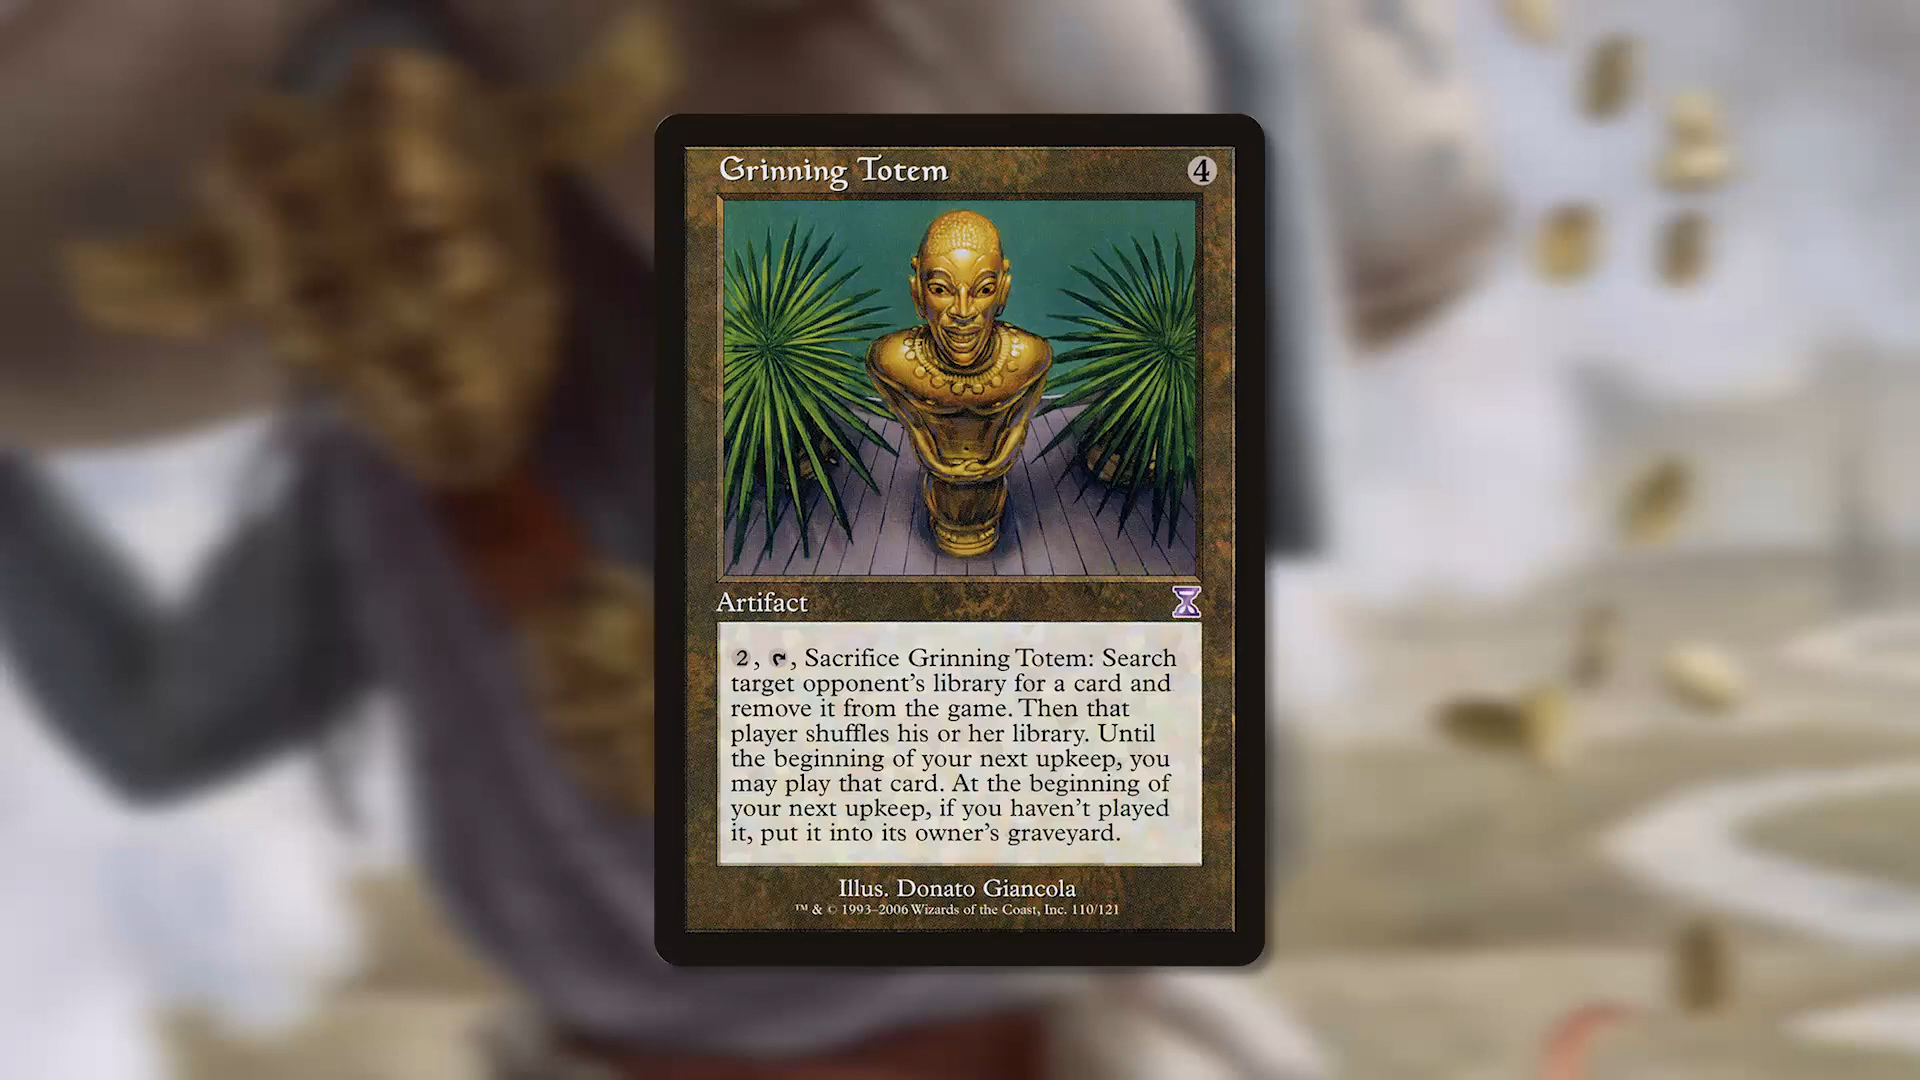 Grinning Totem 4
Artifact
2, , Sacrifice Grinning Totem: Search
target opponent's library for a card and
remove it from the game. Then that
player shuffles his or her library. Until
the beginning of your next upkeep, you
may play that card. At the beginning of
your next upkeep, if you haven't played
it, put it into its owner's graveyard.
Illus. Donato Giancola
™ & © 1993–2006 Wizards of the Coast, Inc. 110/121